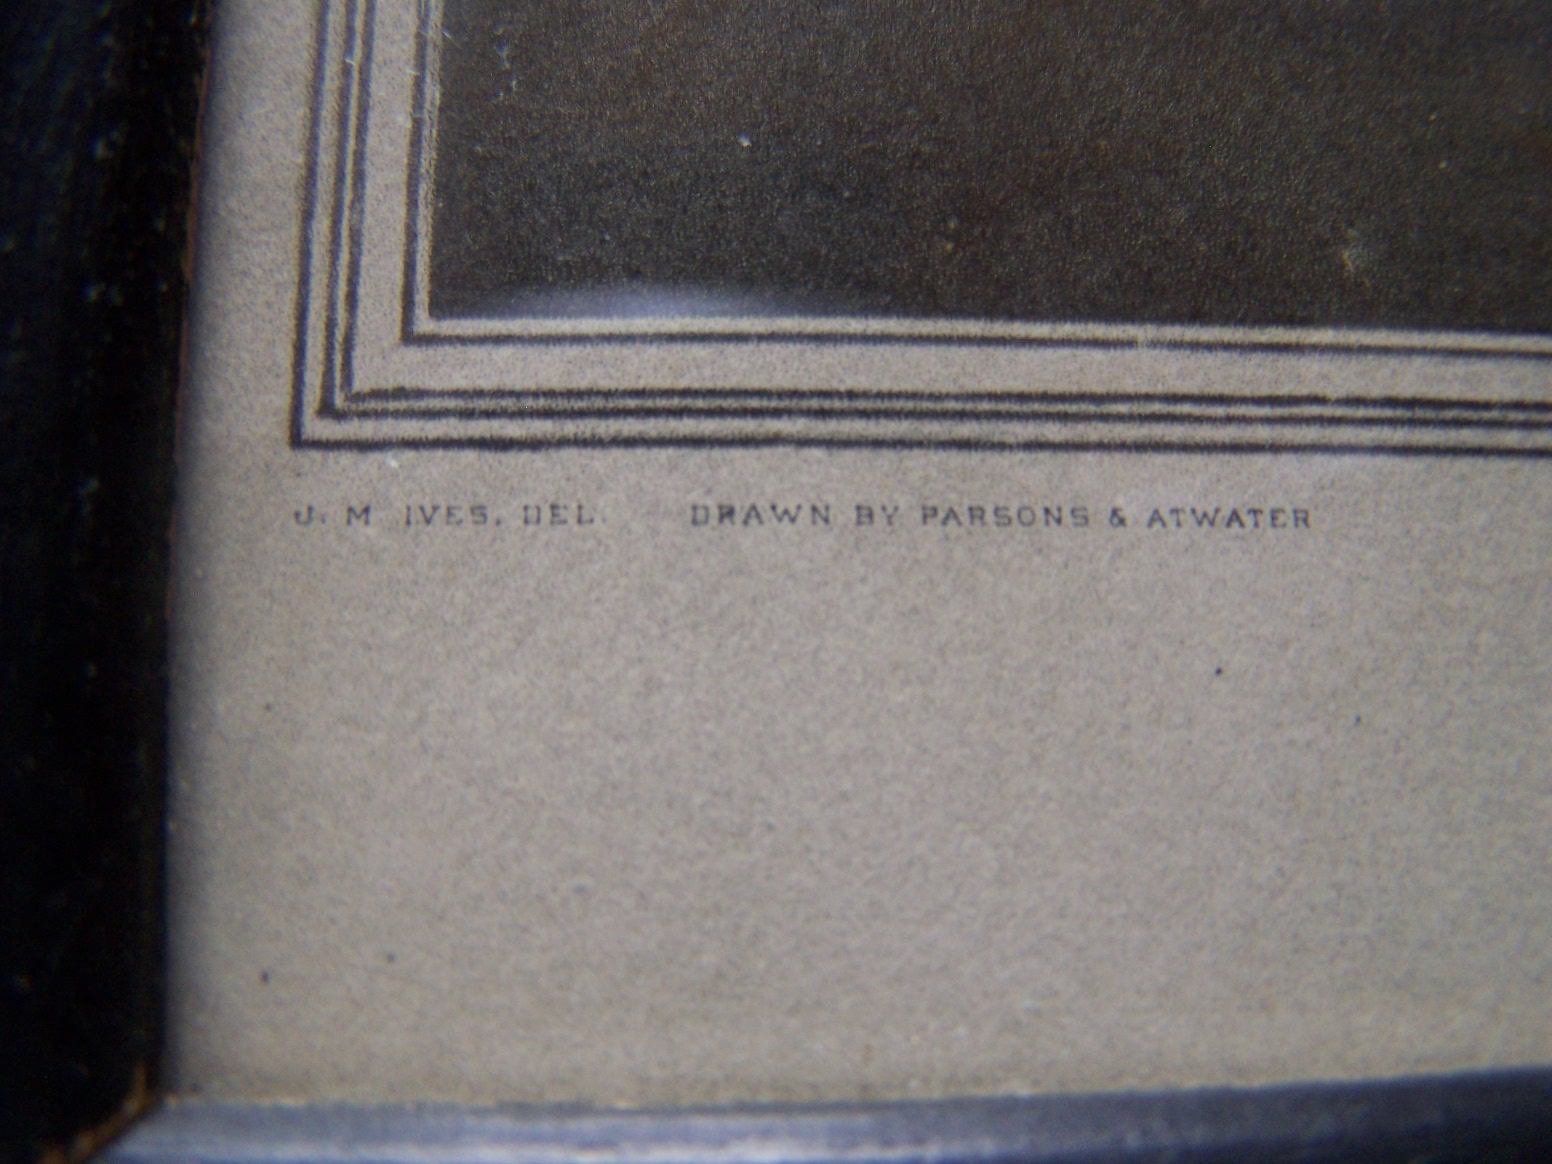 J. M. IVES, DEL. DRAWN BY PARSONS & ATWATER